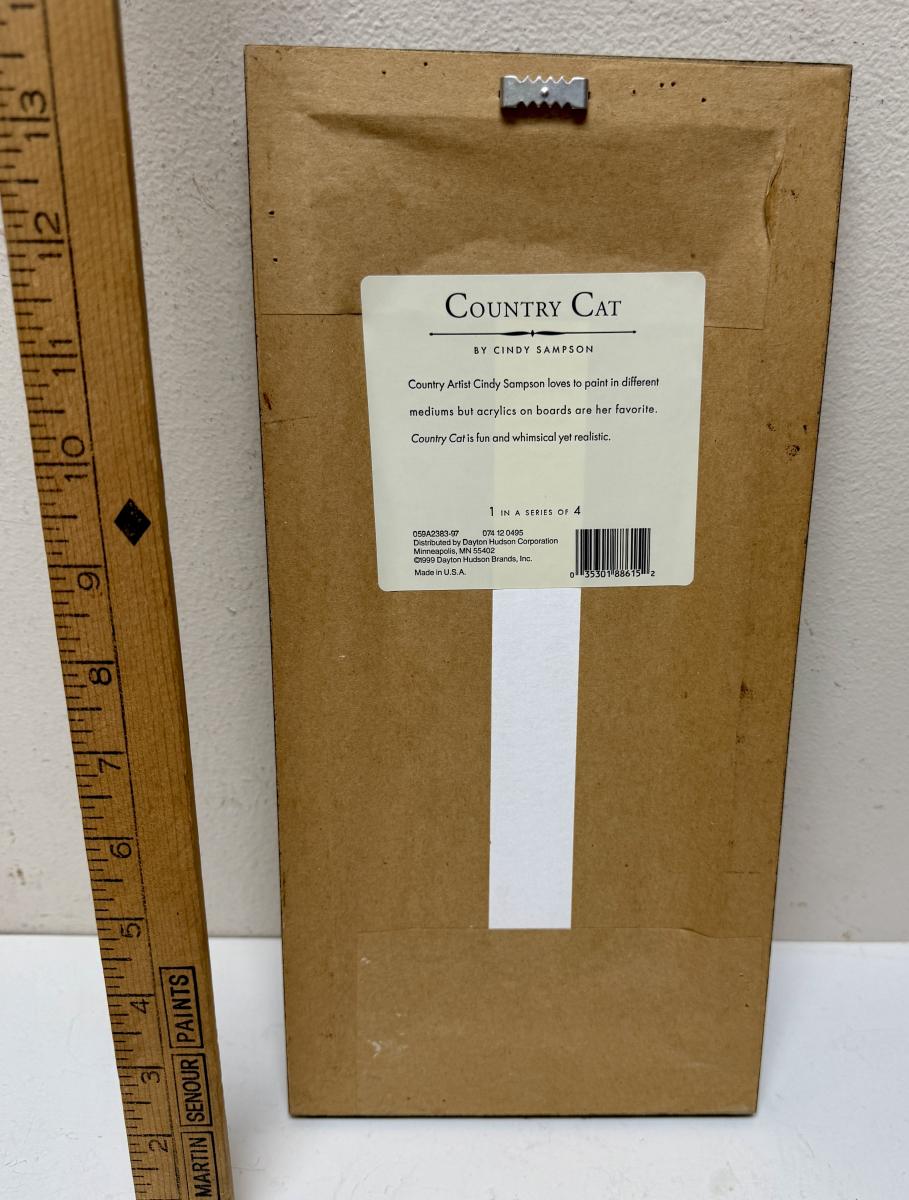 COUNTRY CAT
BY CINDY SAMPSON
Country Artist Cindy Sampson loves to paint in different
mediums but acrylics on boards are her favorite.
Country Cat is fun and whimsical yet realistic.
1 IN A SERIES OF 4
059A2383-97 074 12 0495
Distributed by Dayton Hudson Corporation
Minneapolis, MN 55402
©1999 Dayton Hudson Brands, Inc.
Made in U.S.A.
0 35301 88615 2
13
12
11
10
9
8
7
6
5
4
3
2
MARTIN SENOUR PAINTS